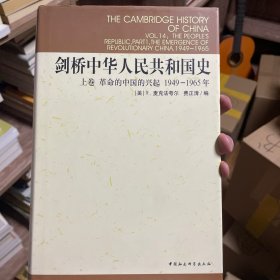 THE CAMBRIDGE HISTORY
OF CHINA
VOL.14, THE PEOPLE'S
REPUBLIC, PART1, THE EMERGENCE OF
REVOLUTIONARY CHINA 1949-1965
剑桥中华人民共和国史
上卷 革命的中国的兴起 1949-1965年
[美] R. 麦克法夸尔 费正清/编
中国社会科学出版社